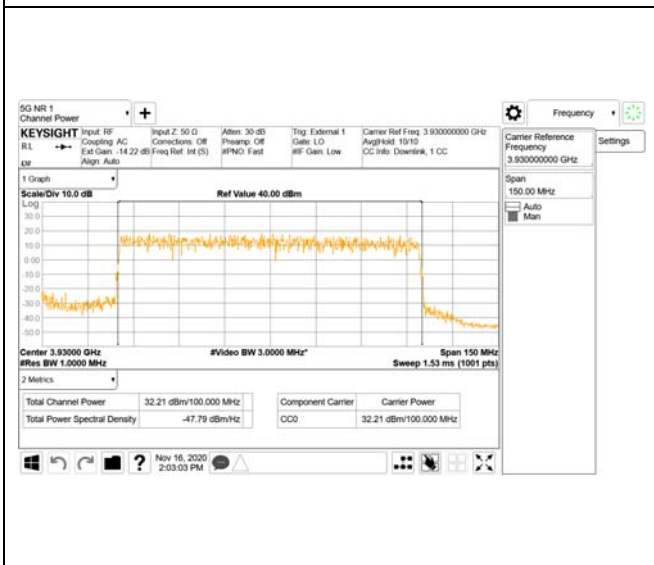 5G NR 1
Channel Power
Frequency
KEYSIGHT
Input: RF
Input Z: 50 Ω
Atten: 30 dB
Trig: External 1
Carrier Ref Freq: 3.930000000 GHz
RL
Coupling: AC
Corrections: Off
Preamp: Off
Gate: LO
Avg|Hold: 10/10
Ext Gain: -14.22 dB
Freq Ref: Int (S)
#PNO: Fast
#IF Gain: Low
CC Info: Downlink, 1 CC
Align: Auto
Carrier Reference
Frequency
3.930000000 GHz
Settings
Span
150.00 MHz
Auto
Man
1 Graph
Scale/Div 10.0 dB
Ref Value 40.00 dBm
Log
30.0
20.0
10.0
0.00
-10.0
-20.0
-30.0
-40.0
-50.0
Center 3.93000 GHz
#Video BW 3.0000 MHz*
Span 150 MHz
#Res BW 1.0000 MHz
Sweep 1.53 ms (1001 pts)
2 Metrics
Total Channel Power
32.21 dBm/100.000 MHz
Total Power Spectral Density
-47.79 dBm/Hz
Component Carrier
Carrier Power
CC0
32.21 dBm/100.000 MHz
?
Nov 16, 2020
2:03:03 PM